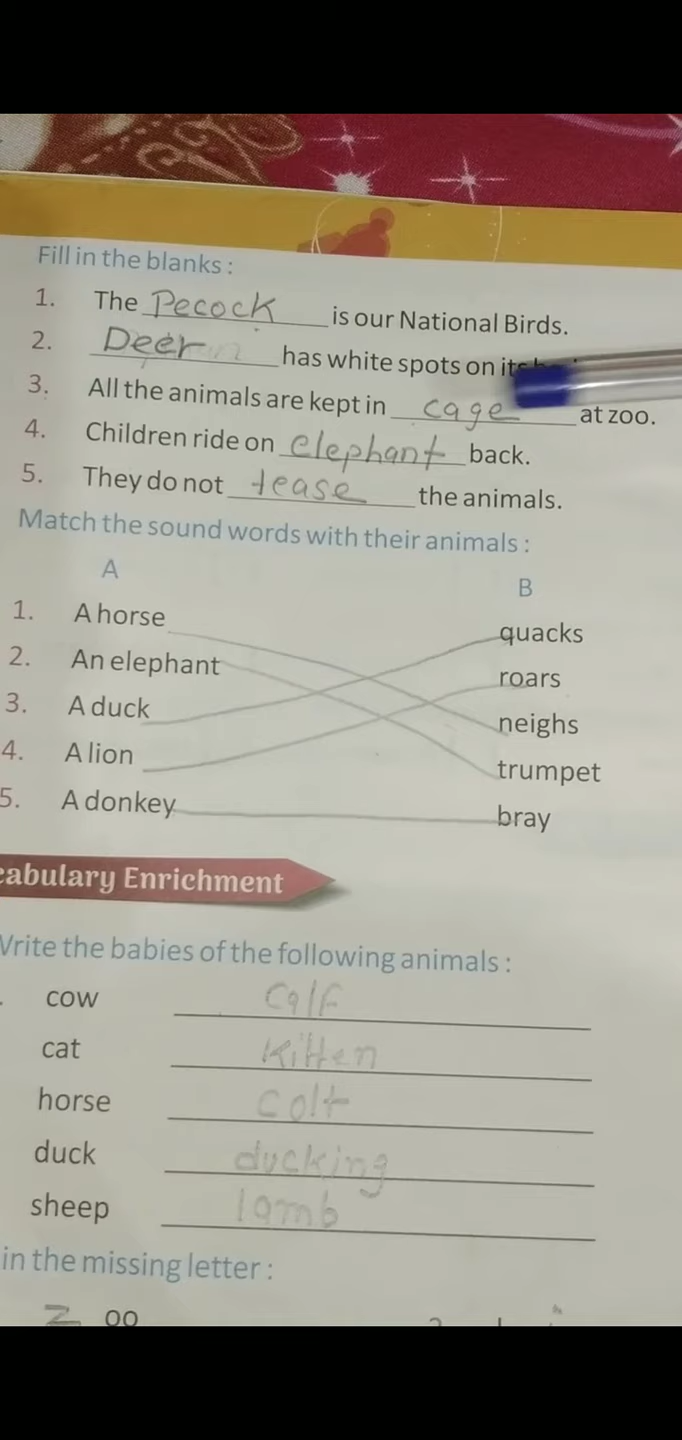 Fill in the blanks :
1. The Pecock is our National Birds.
2. Deer has white spots on its
3. All the animals are kept in cage at zoo.
4. Children ride on elephant back.
5. They do not tease the animals.
Match the sound words with their animals :
A B
1. A horse quacks
2. An elephant roars
3. A duck neighs
4. A lion trumpet
5. A donkey bray
cabulary Enrichment
Write the babies of the following animals :
cow calf
cat kitten
horse colt
duck ducking
sheep lamb
in the missing letter :
Z oo